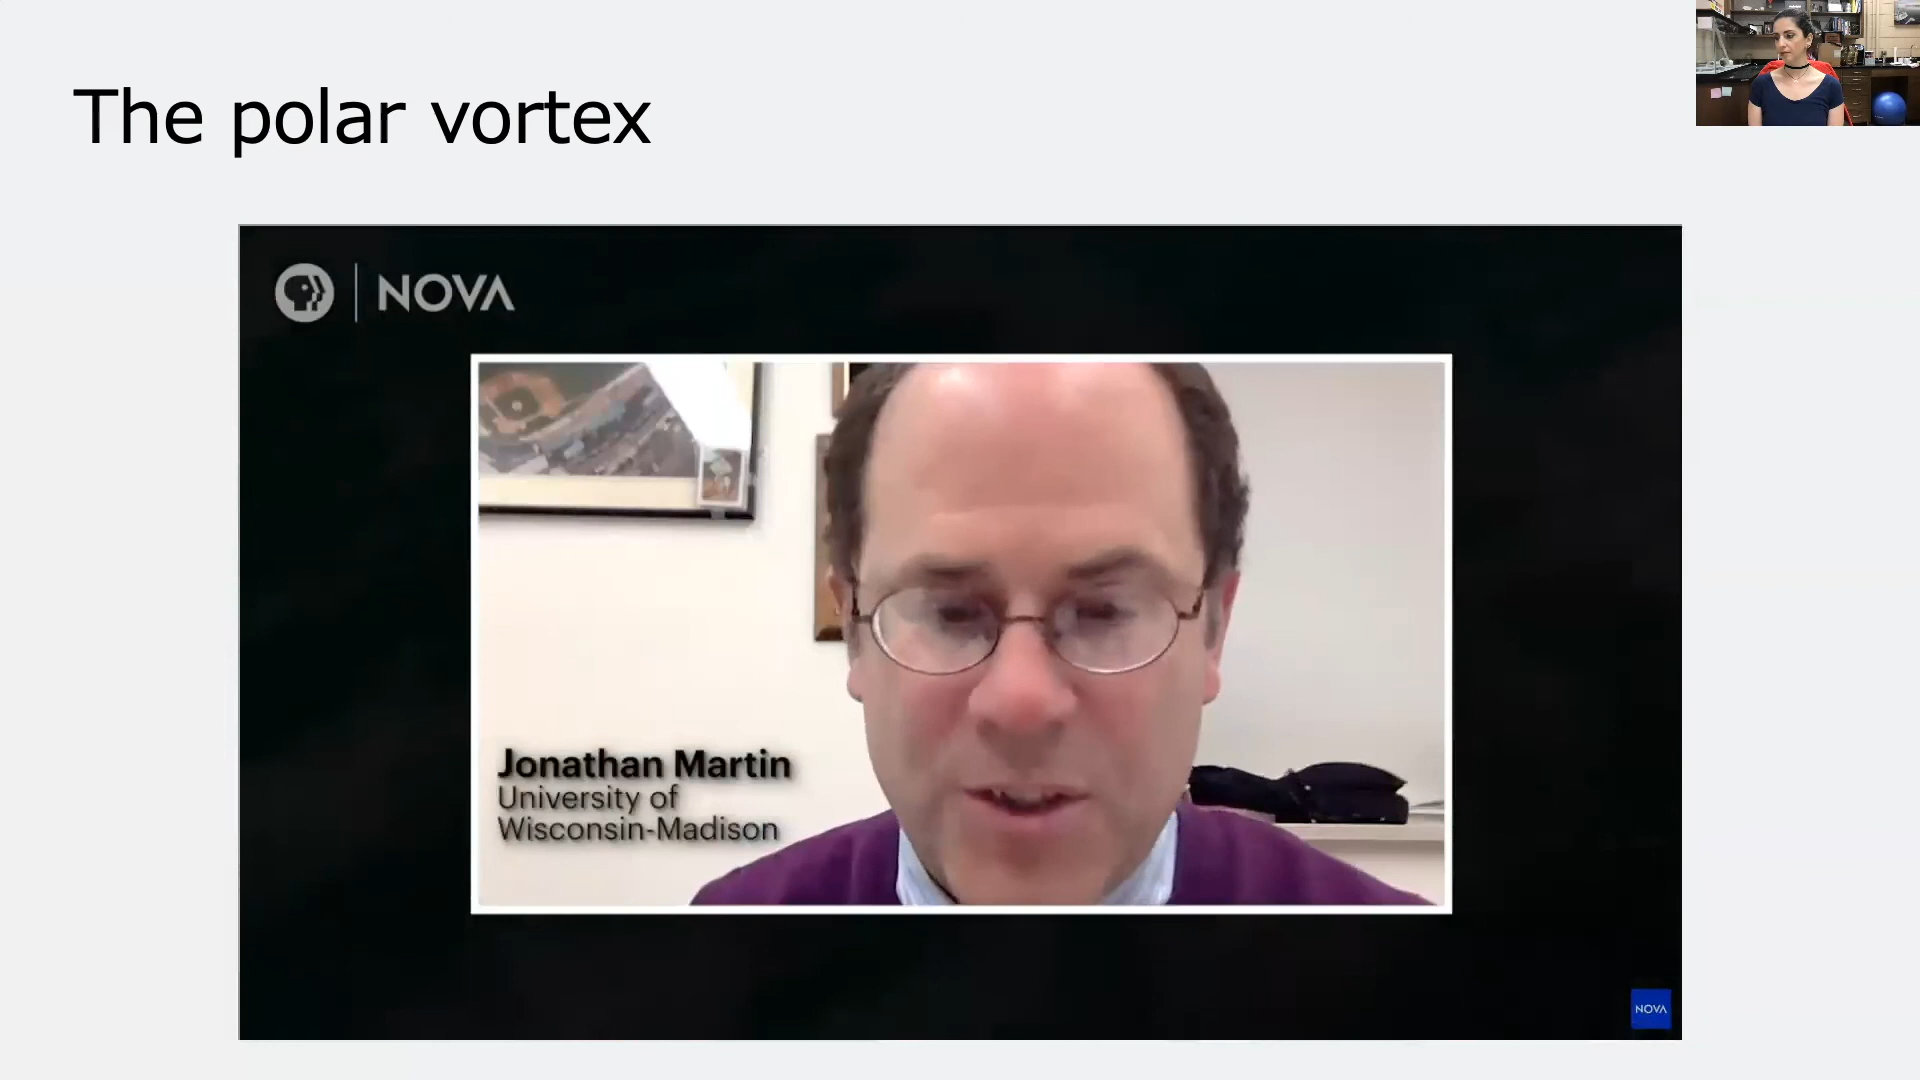 The polar vortex
NOVA
Jonathan Martin
University of
Wisconsin-Madison
NOVA